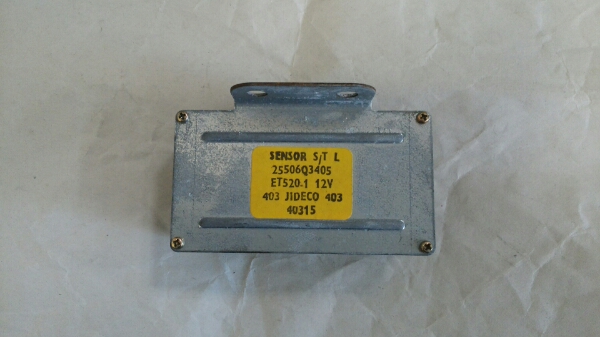 SENSOR S/T L
25506Q3405
ET520-1 12V
403 JIDECO 403
40315